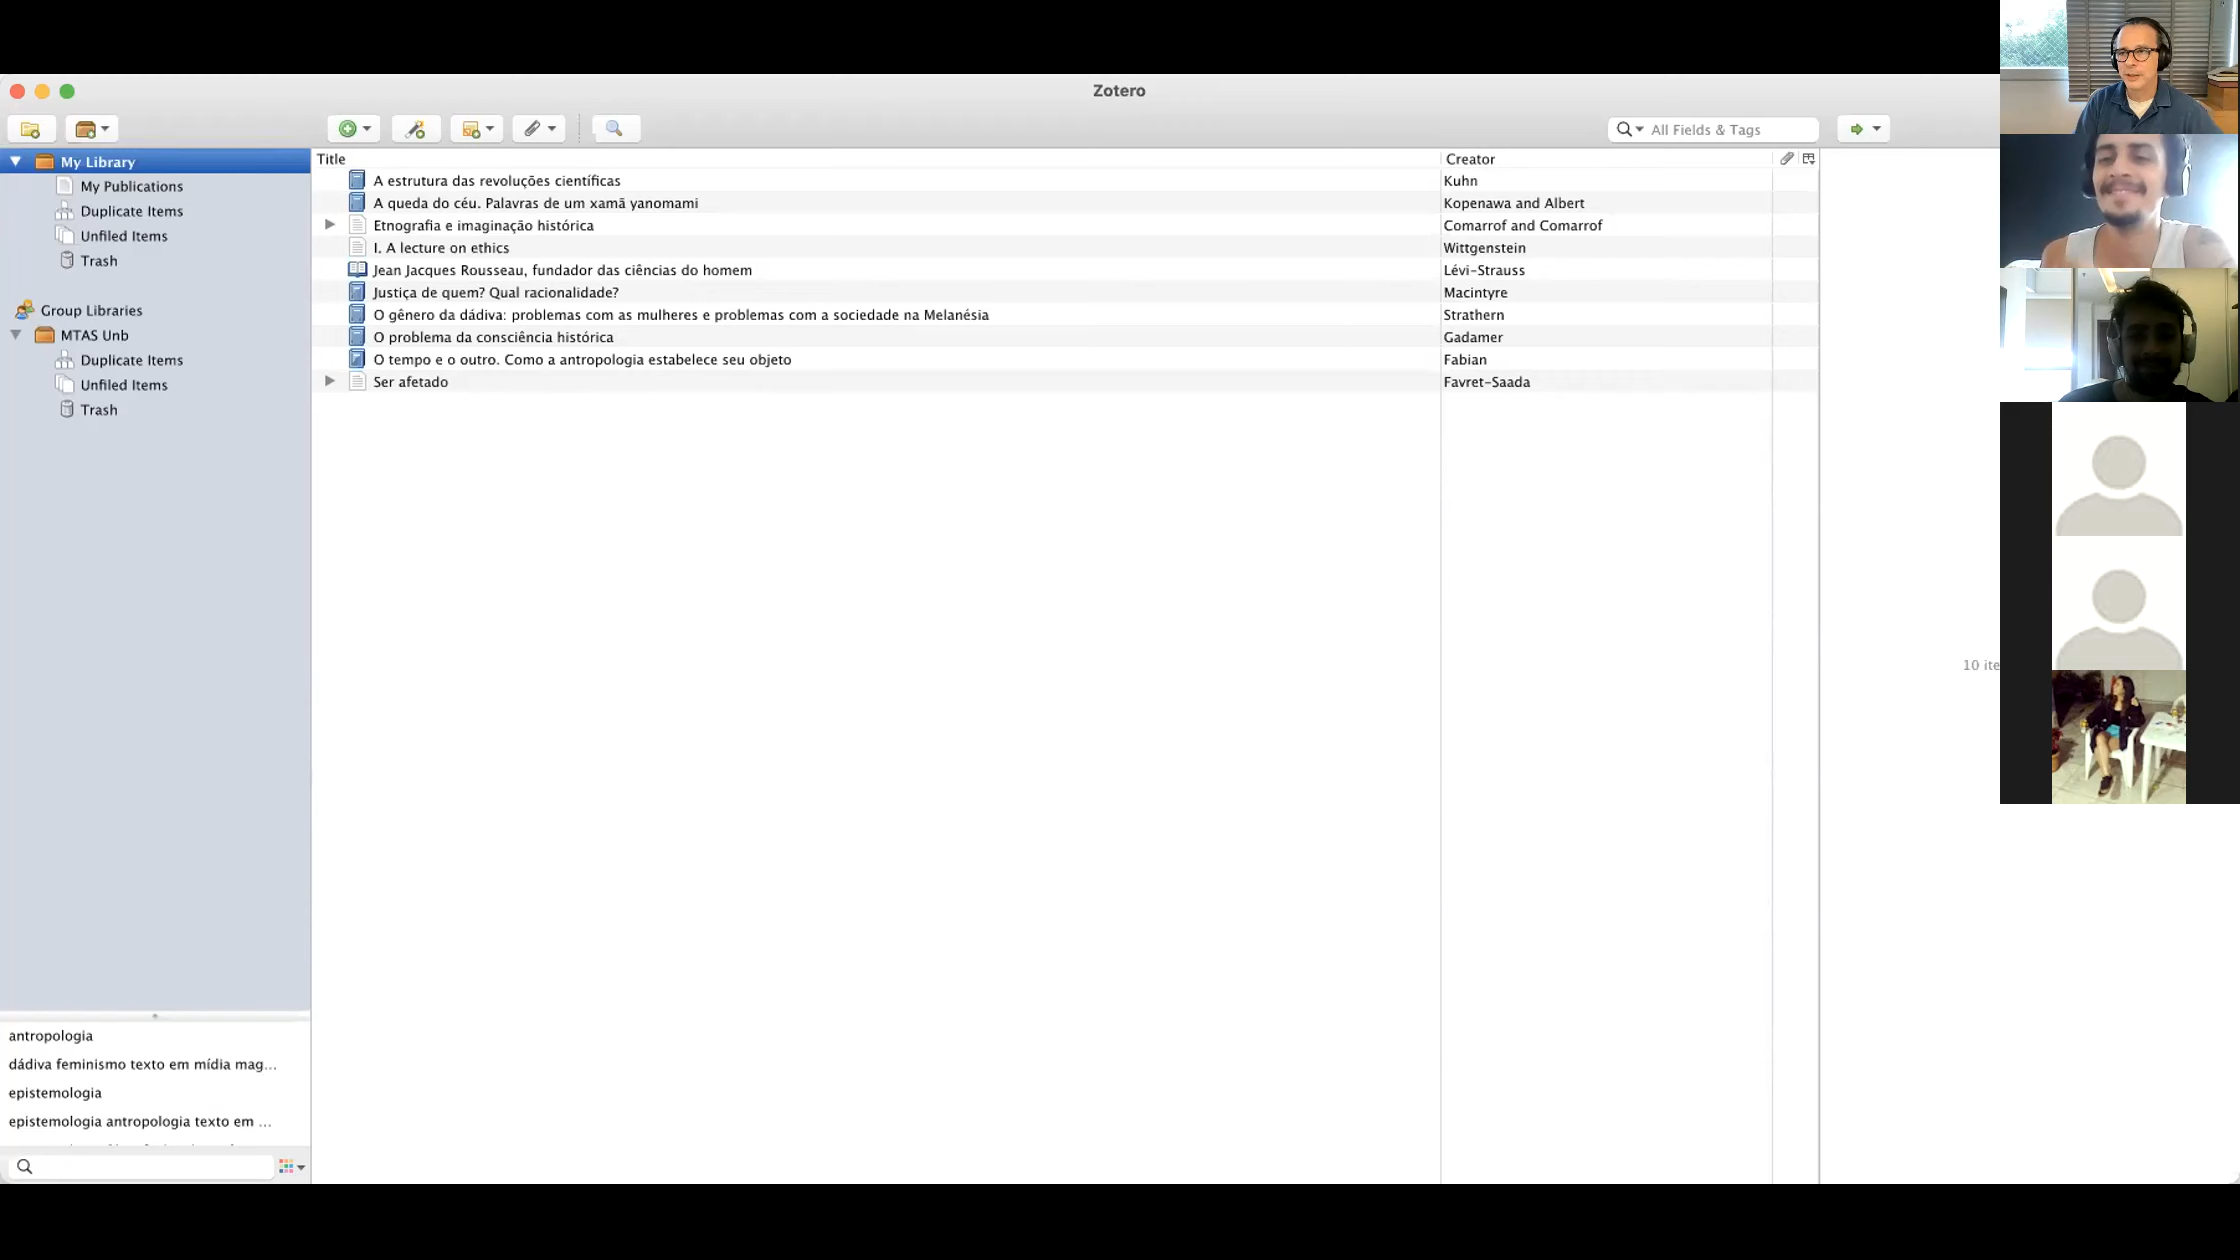 Zotero
All Fields & Tags
My Library
My Publications
Duplicate Items
Unfiled Items
Trash
Group Libraries
MTAS Unb
Duplicate Items
Unfiled Items
Trash
Title Creator
A estrutura das revoluções científicas Kuhn
A queda do céu. Palavras de um xamã yanomami Kopenawa and Albert
Etnografia e imaginação histórica Comarrof and Comarrof
I. A lecture on ethics Wittgenstein
Jean Jacques Rousseau, fundador das ciências do homem Lévi-Strauss
Justiça de quem? Qual racionalidade? Macintyre
O gênero da dádiva: problemas com as mulheres e problemas com a sociedade na Melanésia Strathern
O problema da consciência histórica Gadamer
O tempo e o outro. Como a antropologia estabelece seu objeto Fabian
Ser afetado Favret-Saada
10 ite
antropologia
dádiva feminismo texto em mídia mag...
epistemologia
epistemologia antropologia texto em ...